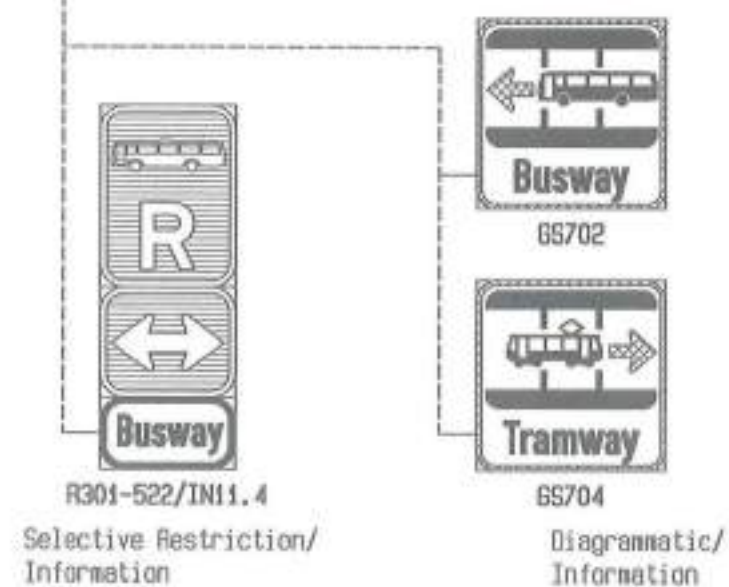 R
Busway
R301-522/IN11.4
Selective Restriction/
Information
Busway
GS702
Tramway
GS704
Diagrammatic/
Information